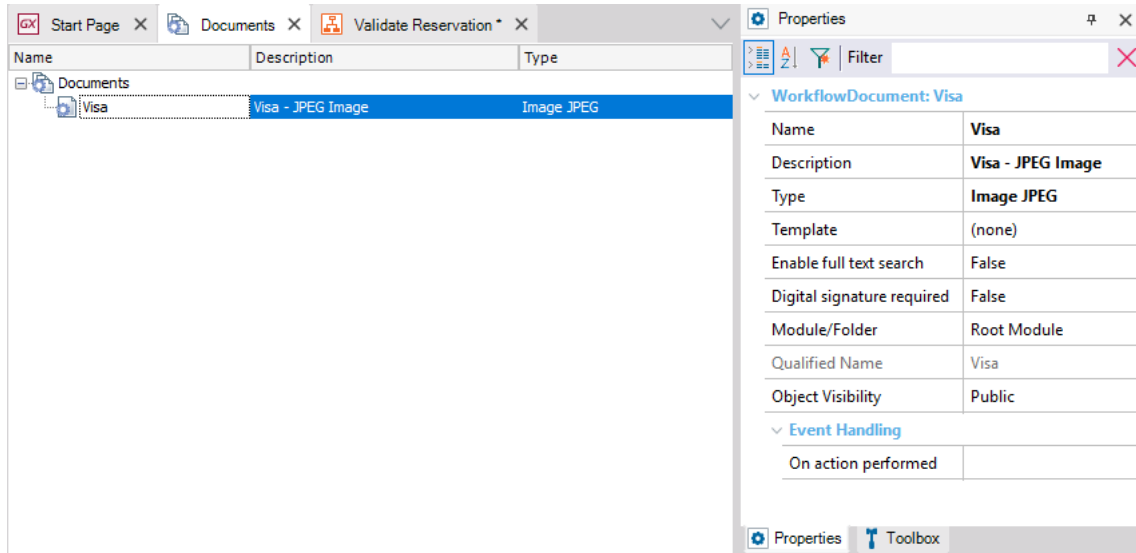 GX Start Page Documents Validate Reservation *
Name Description Type
Documents
Visa Visa - JPEG Image Image JPEG
Properties
A Z Filter
WorkflowDocument: Visa
Name Visa
Description Visa - JPEG Image
Type Image JPEG
Template (none)
Enable full text search False
Digital signature required False
Module/Folder Root Module
Qualified Name Visa
Object Visibility Public
Event Handling
On action performed
Properties Toolbox